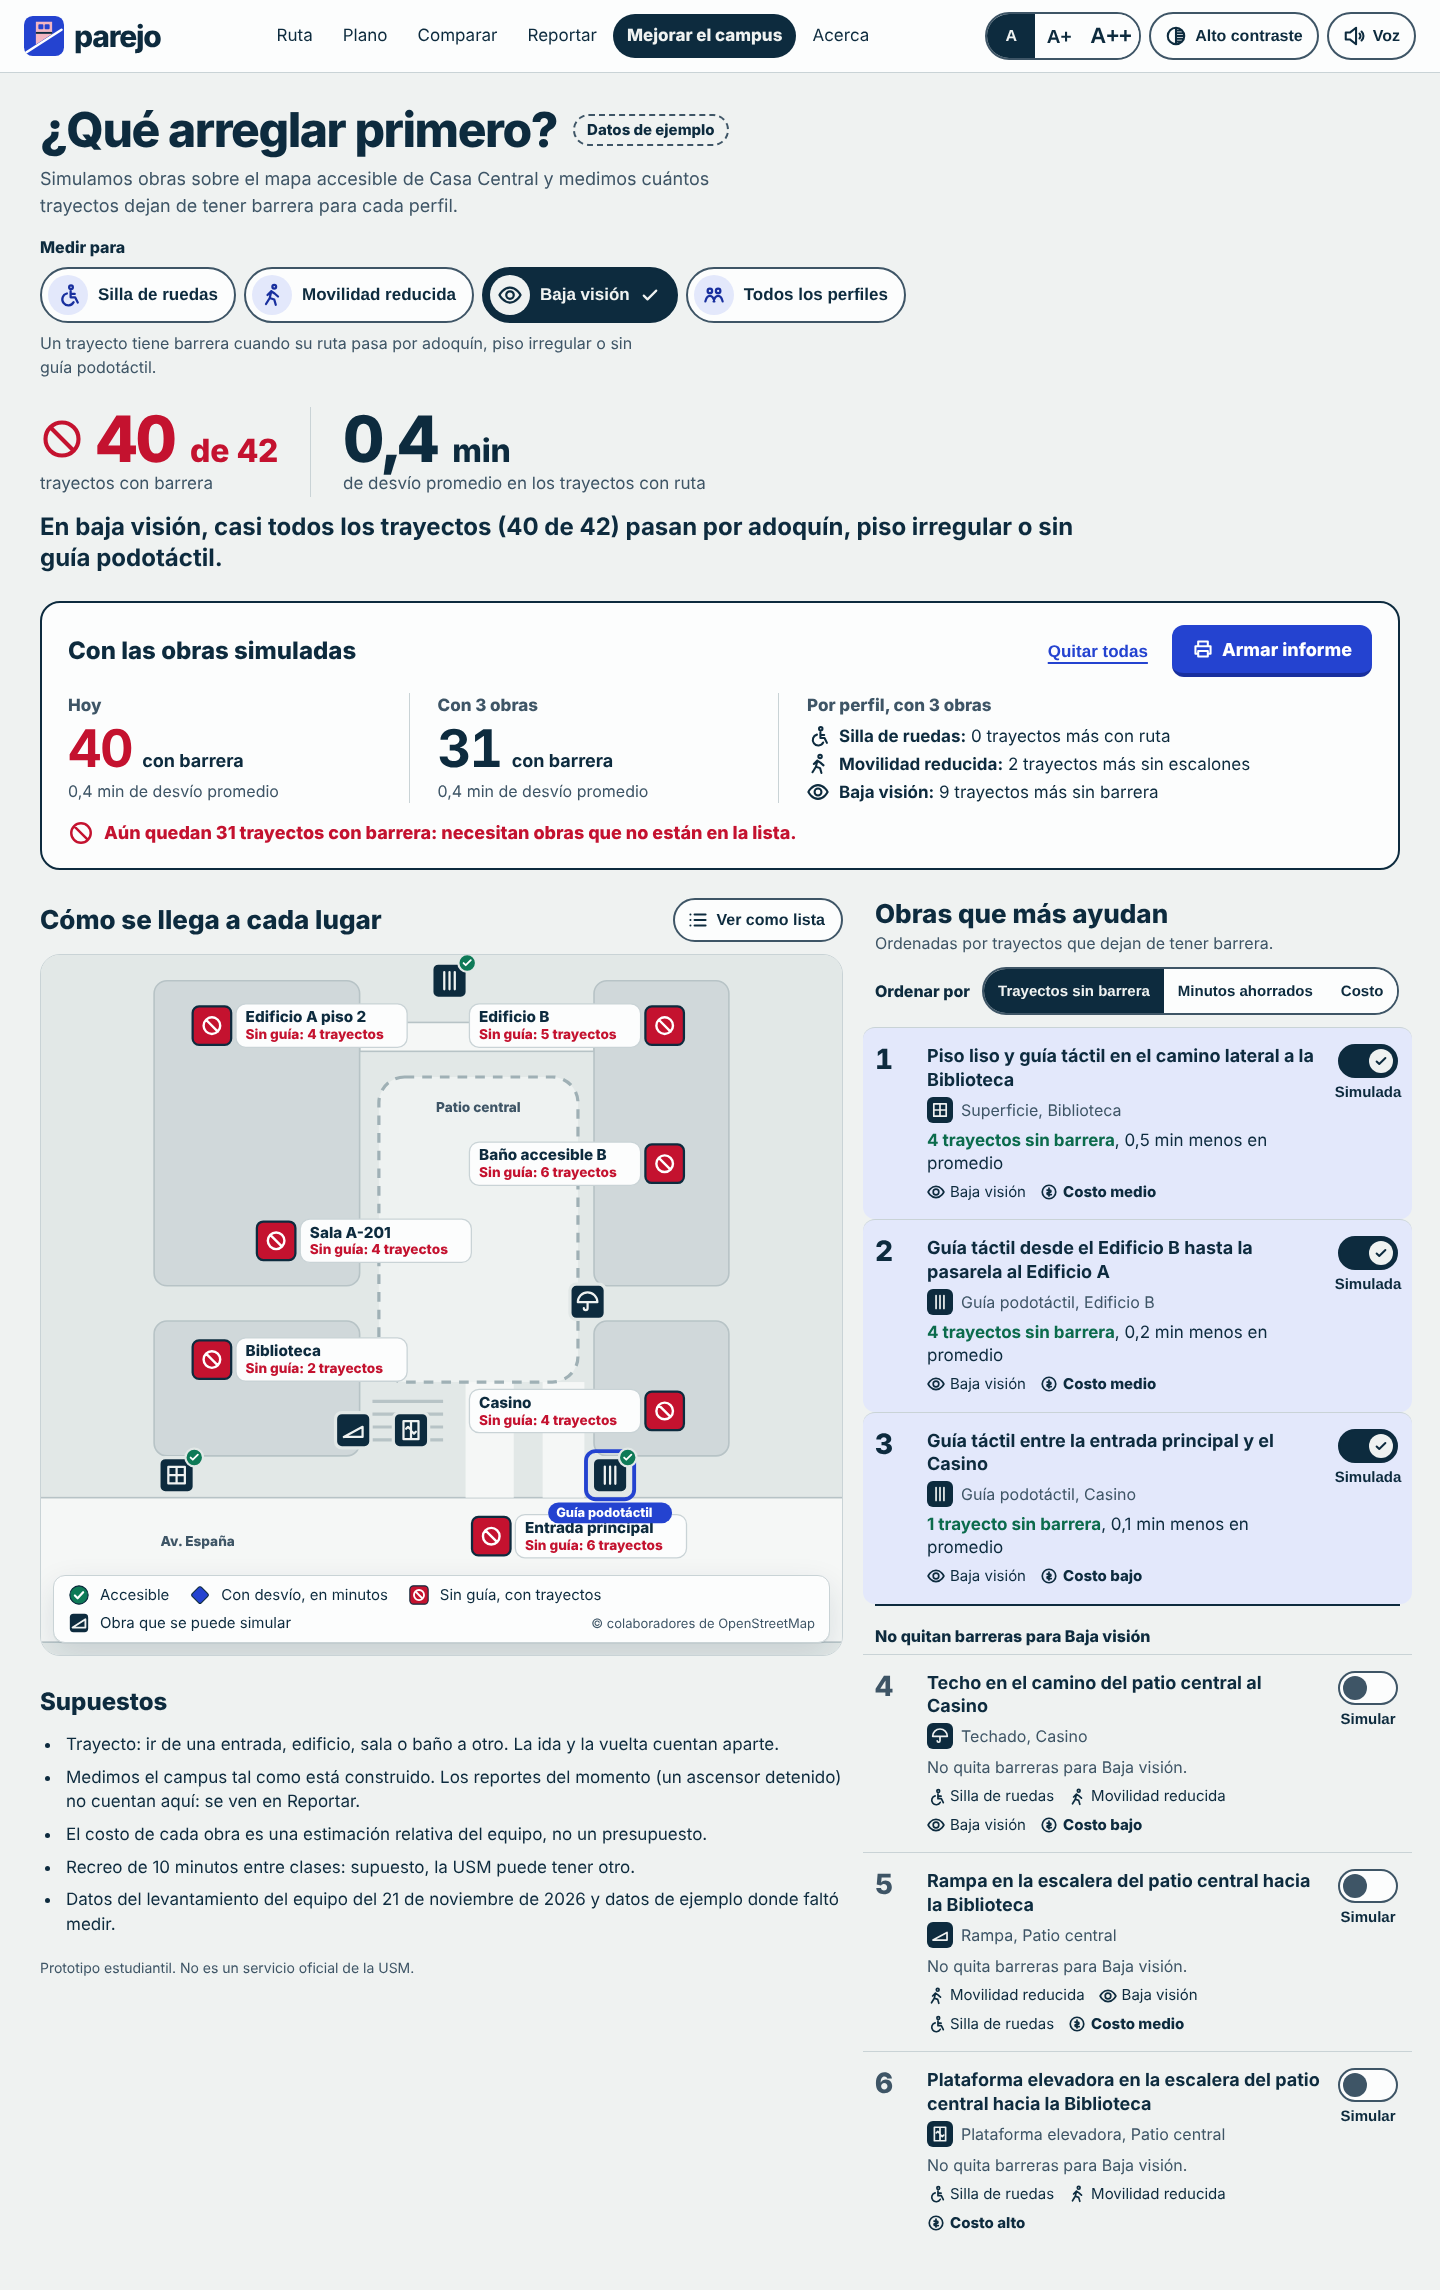 parejo
Ruta
Plano
Comparar
Reportar
Mejorar el campus
Acerca
A
A+
A++
Alto contraste
Voz
¿Qué arreglar primero?
Datos de ejemplo
Simulamos obras sobre el mapa accesible de Casa Central y medimos cuántos
trayectos dejan de tener barrera para cada perfil.
Medir para
Silla de ruedas
Movilidad reducida
Baja visión
Todos los perfiles
Un trayecto tiene barrera cuando su ruta pasa por adoquín, piso irregular o sin
guía podotáctil.
40 de 42
trayectos con barrera
0,4 min
de desvío promedio en los trayectos con ruta
En baja visión, casi todos los trayectos (40 de 42) pasan por adoquín, piso irregular o sin
guía podotáctil.
Con las obras simuladas
Quitar todas
Armar informe
Hoy
40 con barrera
0,4 min de desvío promedio
Con 3 obras
31 con barrera
0,4 min de desvío promedio
Por perfil, con 3 obras
Silla de ruedas: 0 trayectos más con ruta
Movilidad reducida: 2 trayectos más sin escalones
Baja visión: 9 trayectos más sin barrera
Aún quedan 31 trayectos con barrera: necesitan obras que no están en la lista.
Cómo se llega a cada lugar
Ver como lista
Edificio A piso 2
Sin guía: 4 trayectos
Edificio B
Sin guía: 5 trayectos
Patio central
Baño accesible B
Sin guía: 6 trayectos
Sala A-201
Sin guía: 4 trayectos
Biblioteca
Sin guía: 2 trayectos
Casino
Sin guía: 4 trayectos
Guía podotáctil
Entrada principal
Sin guía: 6 trayectos
Av. España
Accesible
Con desvío, en minutos
Sin guía, con trayectos
Obra que se puede simular
© colaboradores de OpenStreetMap
Supuestos
• Trayecto: ir de una entrada, edificio, sala o baño a otro. La ida y la vuelta cuentan aparte.
• Medimos el campus tal como está construido. Los reportes del momento (un ascensor detenido)
no cuentan aquí: se ven en Reportar.
• El costo de cada obra es una estimación relativa del equipo, no un presupuesto.
• Recreo de 10 minutos entre clases: supuesto, la USM puede tener otro.
• Datos del levantamiento del equipo del 21 de noviembre de 2026 y datos de ejemplo donde faltó
medir.
Prototipo estudiantil. No es un servicio oficial de la USM.
Obras que más ayudan
Ordenadas por trayectos que dejan de tener barrera.
Ordenar por
Trayectos sin barrera
Minutos ahorrados
Costo
1
Piso liso y guía táctil en el camino lateral a la
Biblioteca
Simulada
Superficie, Biblioteca
4 trayectos sin barrera, 0,5 min menos en
promedio
Baja visión
Costo medio
2
Guía táctil desde el Edificio B hasta la
pasarela al Edificio A
Simulada
Guía podotáctil, Edificio B
4 trayectos sin barrera, 0,2 min menos en
promedio
Baja visión
Costo medio
3
Guía táctil entre la entrada principal y el
Casino
Simulada
Guía podotáctil, Casino
1 trayecto sin barrera, 0,1 min menos en
promedio
Baja visión
Costo bajo
No quitan barreras para Baja visión
4
Techo en el camino del patio central al
Casino
Simular
Techado, Casino
No quita barreras para Baja visión.
Silla de ruedas
Movilidad reducida
Baja visión
Costo bajo
5
Rampa en la escalera del patio central hacia
la Biblioteca
Simular
Rampa, Patio central
No quita barreras para Baja visión.
Movilidad reducida
Baja visión
Silla de ruedas
Costo medio
6
Plataforma elevadora en la escalera del patio
central hacia la Biblioteca
Simular
Plataforma elevadora, Patio central
No quita barreras para Baja visión.
Silla de ruedas
Movilidad reducida
Costo alto